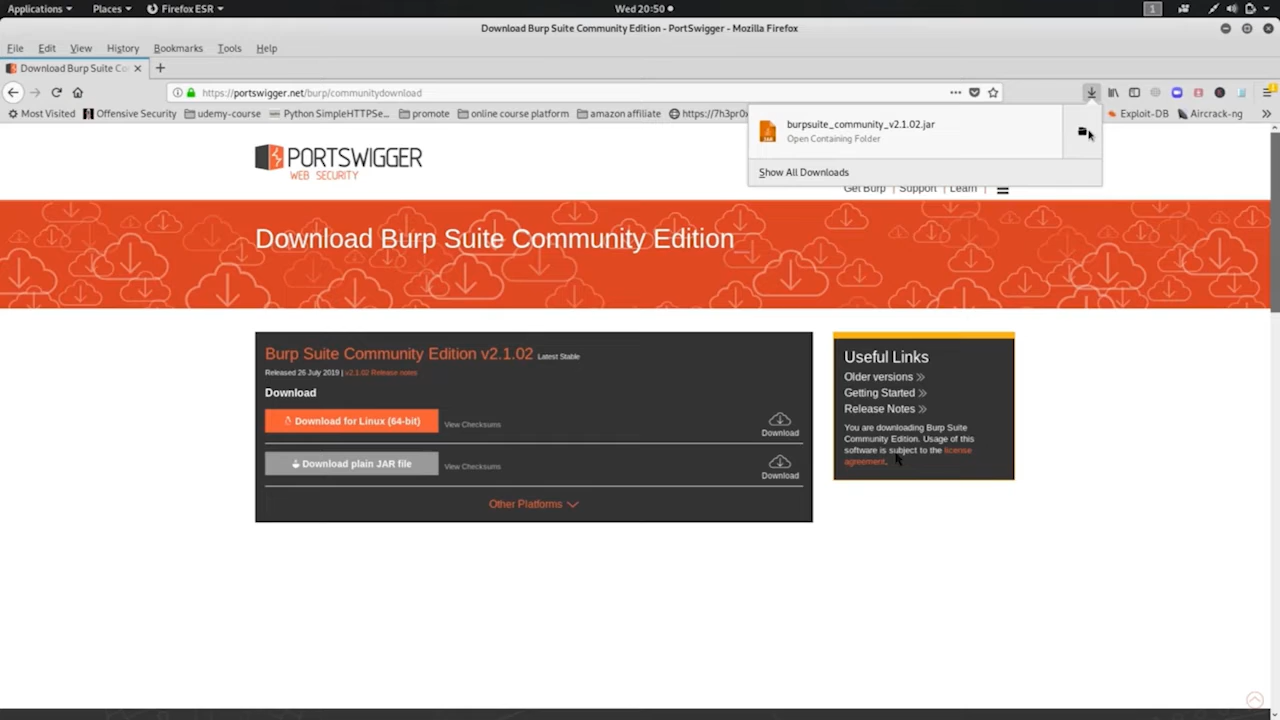 Applications Places Firefox ESR Wed 20:50 1
Download Burp Suite Community Edition - PortSwigger - Mozilla Firefox
File Edit View History Bookmarks Tools Help
Download Burp Suite Co
https://portswigger.net/burp/communitydownload
Most Visited Offensive Security udemy-course Python SimpleHTTPSe... promote online course platform amazon affiliate https://7h3pr0x Exploit-DB Aircrack-ng
burpsuite_community_v2.1.02.jar
JAR
Open Containing Folder
Show All Downloads
PORTSWIGGER
WEB SECURITY
Get Burp Support Learn
Download Burp Suite Community Edition
Burp Suite Community Edition v2.1.02 Latest Stable
Released 26 July 2019 | v2.1.02 Release notes
Download
Download for Linux (64-bit) View Checksums Download
Download plain JAR file View Checksums Download
Other Platforms
Useful Links
Older versions
Getting Started
Release Notes
You are downloading Burp Suite
Community Edition. Usage of this
software is subject to the license
agreement.